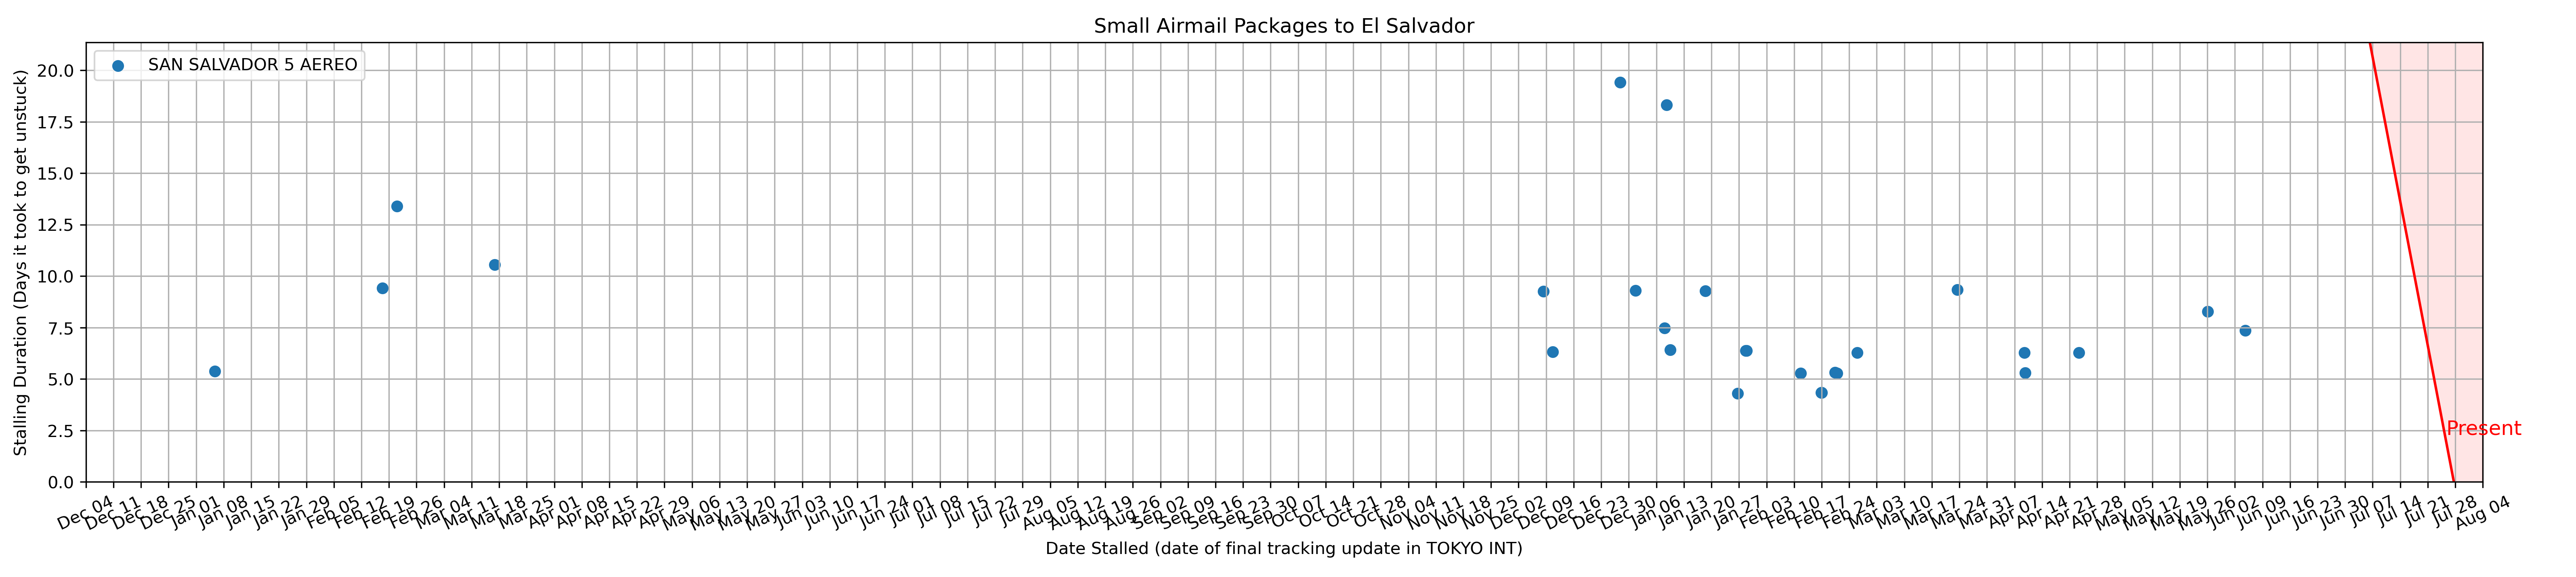 Small Airmail Packages to El Salvador
SAN SALVADOR 5 AEREO
Stalling Duration (Days it took to get unstuck)
20.0
17.5
15.0
12.5
10.0
7.5
5.0
2.5
0.0
Present
Dec 04
Dec 11
Dec 18
Dec 25
Jan 01
Jan 08
Jan 15
Jan 22
Jan 29
Feb 05
Feb 12
Feb 19
Feb 26
Mar 04
Mar 11
Mar 18
Mar 25
Apr 01
Apr 08
Apr 15
Apr 22
Apr 29
May 06
May 13
May 20
May 27
Jun 03
Jun 10
Jun 17
Jun 24
Jul 01
Jul 08
Jul 15
Jul 22
Jul 29
Aug 05
Aug 12
Aug 19
Aug 26
Sep 02
Sep 09
Sep 16
Sep 23
Sep 30
Oct 07
Oct 14
Oct 21
Oct 28
Nov 04
Nov 11
Nov 18
Nov 25
Dec 02
Dec 09
Dec 16
Dec 23
Dec 30
Jan 06
Jan 13
Jan 20
Jan 27
Feb 03
Feb 10
Feb 17
Feb 24
Mar 03
Mar 10
Mar 17
Mar 24
Mar 31
Apr 07
Apr 14
Apr 21
Apr 28
May 05
May 12
May 19
May 26
Jun 02
Jun 09
Jun 16
Jun 23
Jun 30
Jul 07
Jul 14
Jul 21
Jul 28
Aug 04
Date Stalled (date of final tracking update in TOKYO INT)